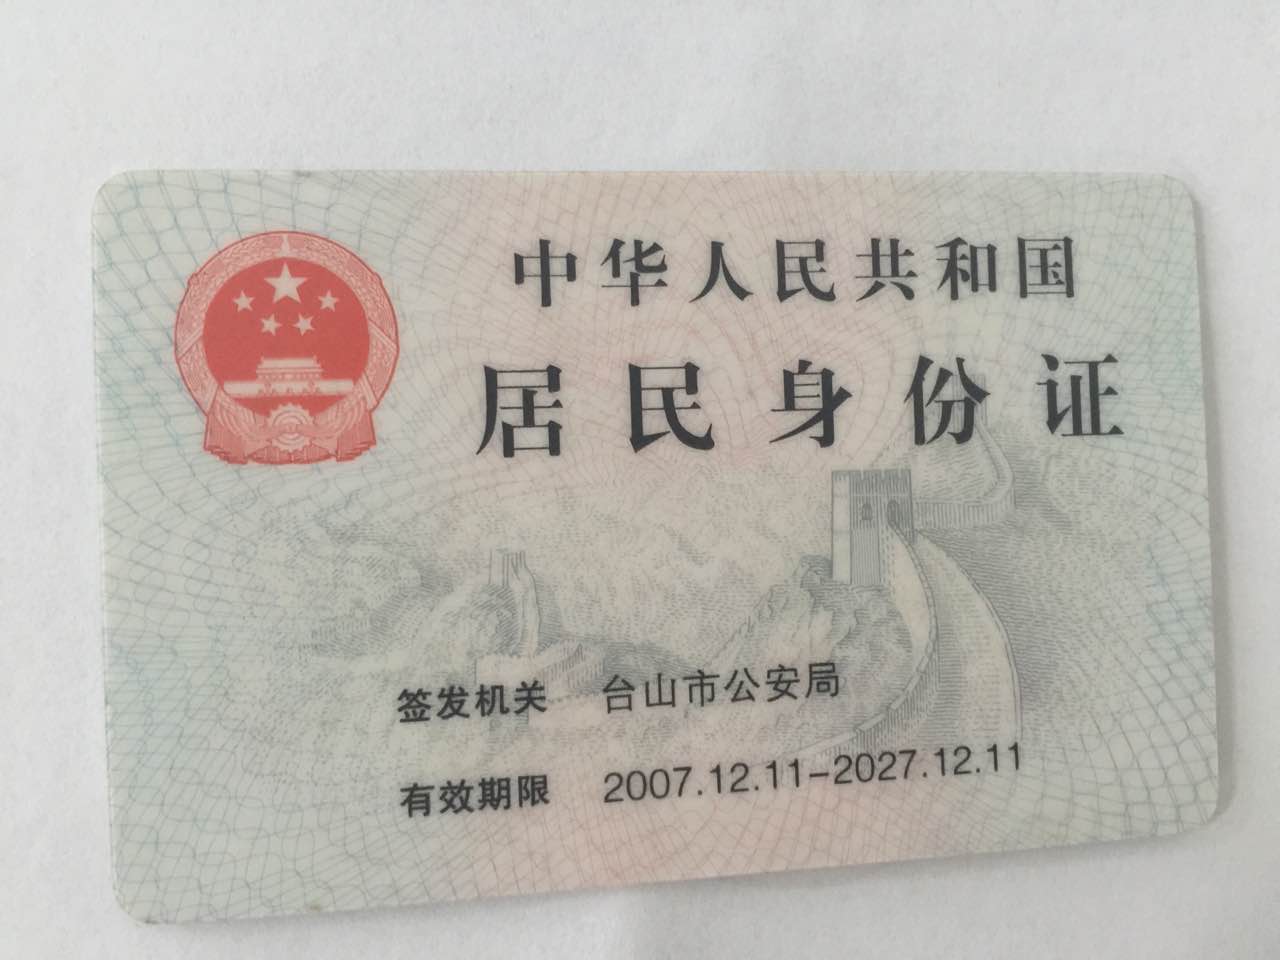 中华人民共和国
居民身份证
签发机关 台山市公安局
有效期限 2007.12.11-2027.12.11